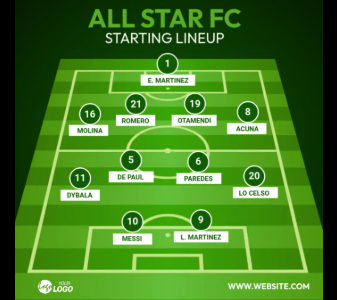 ALL STAR FC
STARTING LINEUP
1
E. MARTINEZ
16
MOLINA
21
ROMERO
19
OTAMENDI
8
ACUNA
11
DYBALA
5
DE PAUL
6
PAREDES
20
LO CELSO
10
MESSI
9
L. MARTINEZ
YOUR
LOGO
WWW.WEBSITE.COM